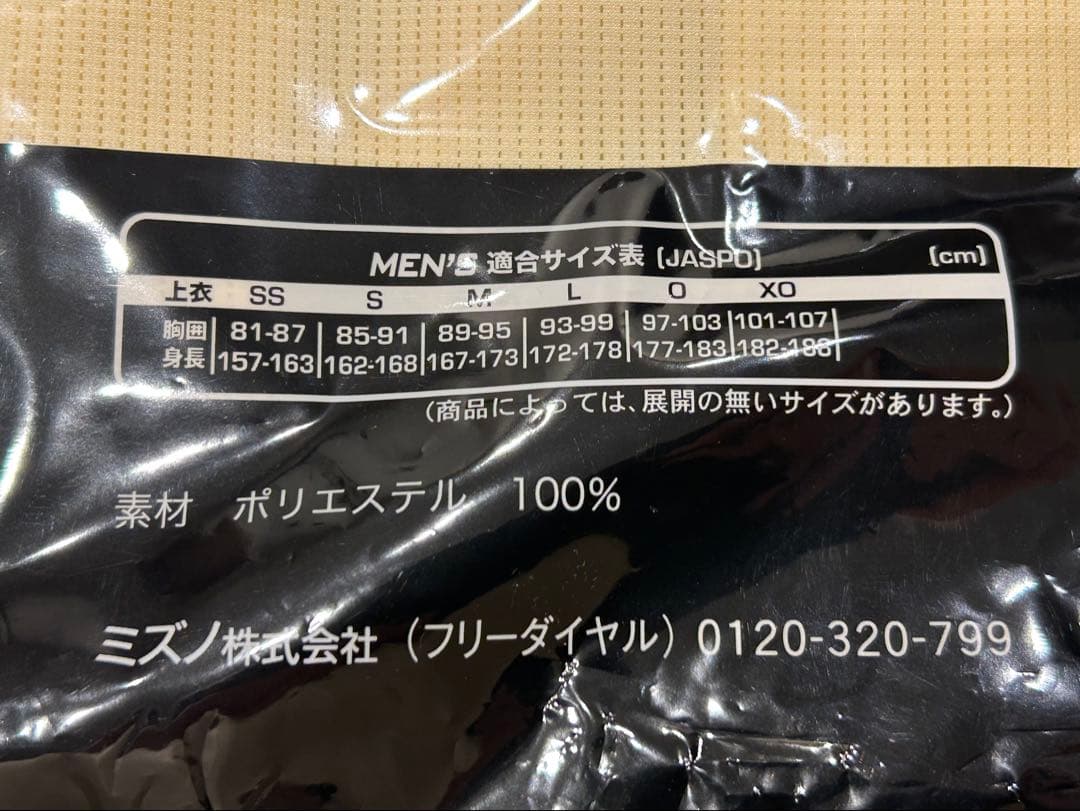 MEN'S 適合サイズ表 [JASPO] [cm]
上衣 SS S M L O XO
胸囲 81-87 85-91 89-95 93-99 97-103 101-107
身長 157-163 162-168 167-173 172-178 177-183 182-188
(商品によっては、展開の無いサイズがあります。)
素材 ポリエステル 100%
ミズノ株式会社 (フリーダイヤル) 0120-320-799